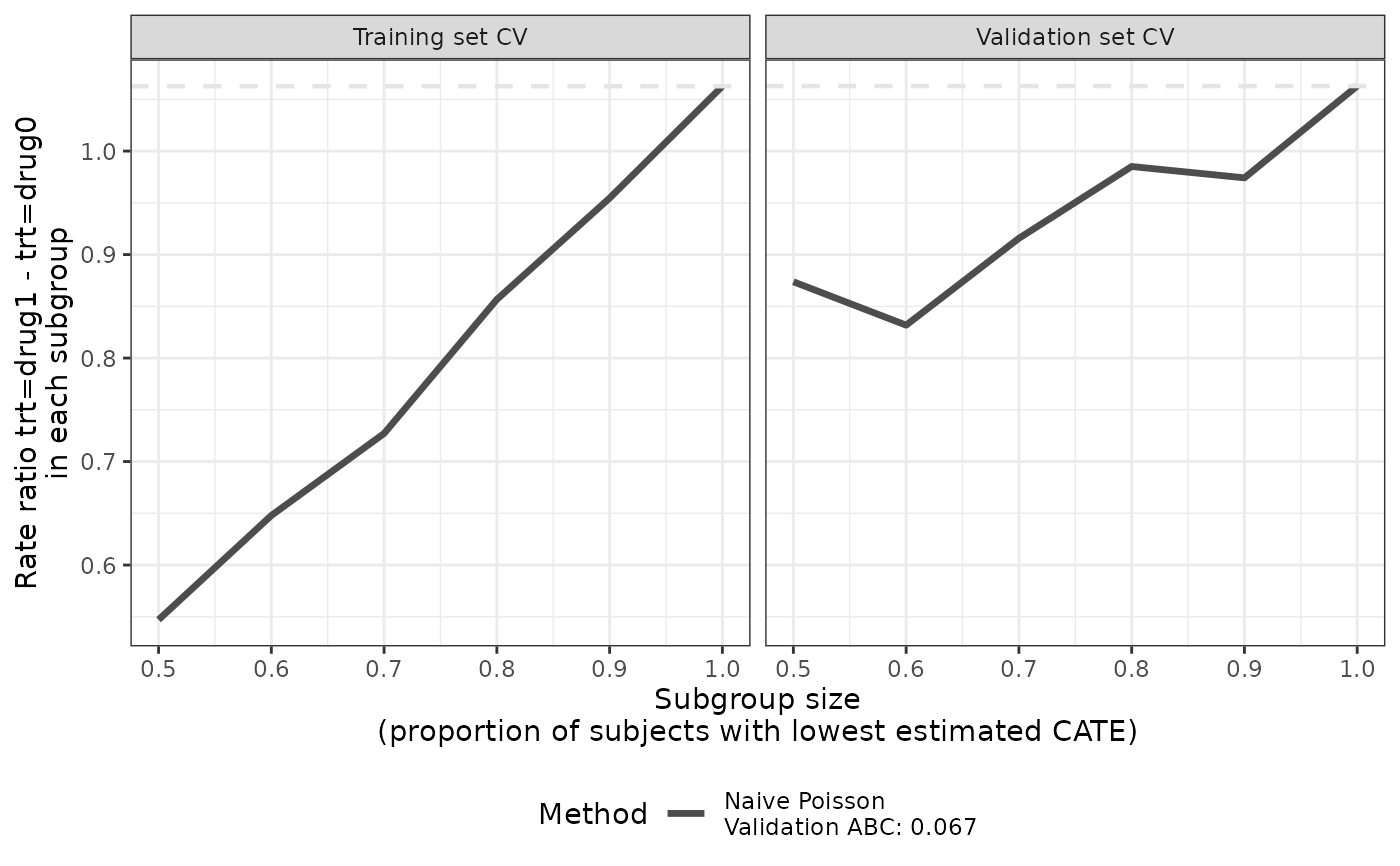 Training set CV
Validation set CV
Rate ratio trt=drug1 - trt=drug0
in each subgroup
1.0
0.9
0.8
0.7
0.6
0.5 0.6 0.7 0.8 0.9 1.0
0.5 0.6 0.7 0.8 0.9 1.0
Subgroup size
(proportion of subjects with lowest estimated CATE)
Method
Naive Poisson
Validation ABC: 0.067